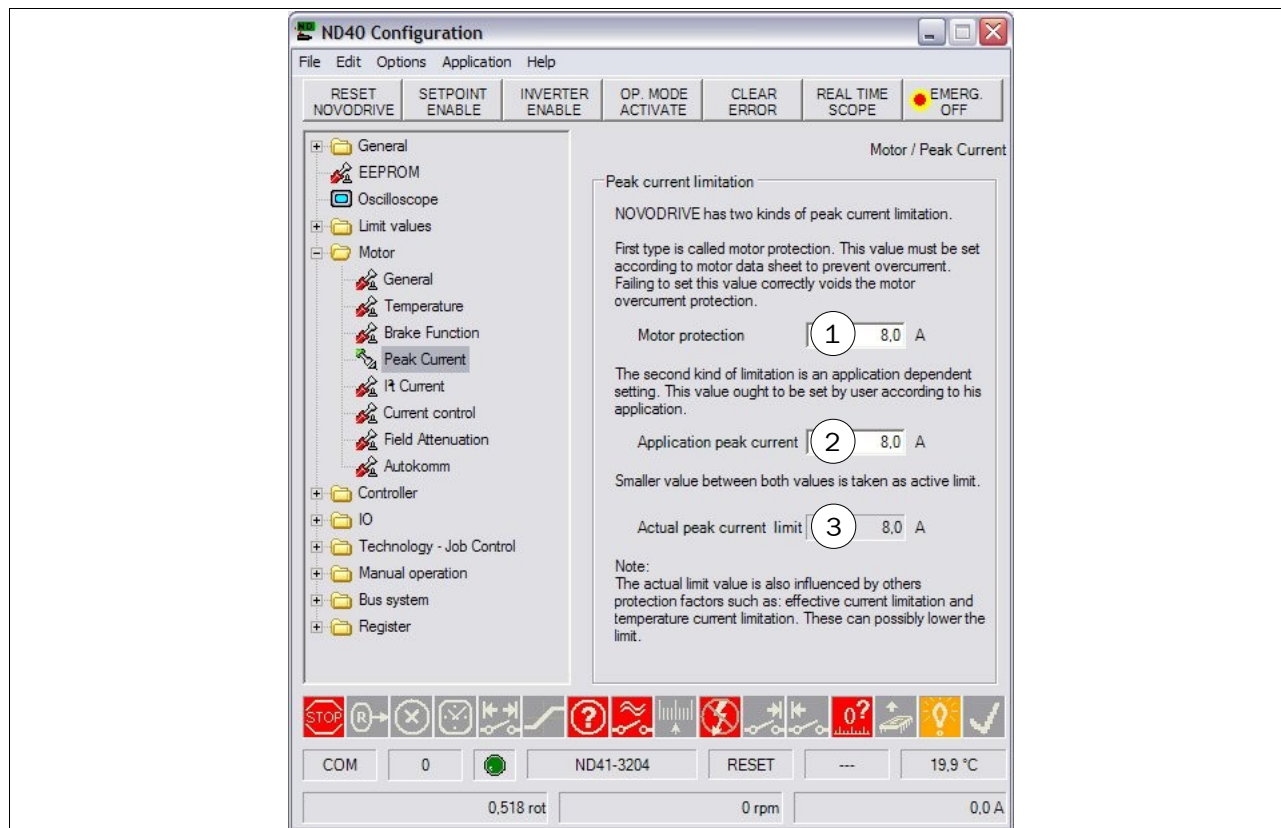 ND40 Configuration
File Edit Options Application Help
RESET NOVODRIVE
SETPOINT ENABLE
INVERTER ENABLE
OP. MODE ACTIVATE
CLEAR ERROR
REAL TIME SCOPE
EMERG. OFF
General
EEPROM
Oscilloscope
Limit values
Motor
General
Temperature
Brake Function
Peak Current
I²t Current
Current control
Field Attenuation
Autokomm
Controller
IO
Technology - Job Control
Manual operation
Bus system
Register
Motor / Peak Current
Peak current limitation
NOVODRIVE has two kinds of peak current limitation.
First type is called motor protection. This value must be set
according to motor data sheet to prevent overcurrent.
Failing to set this value correctly voids the motor
overcurrent protection.
Motor protection 1 8,0 A
The second kind of limitation is an application dependent
setting. This value ought to be set by user according to his
application.
Application peak current 2 8,0 A
Smaller value between both values is taken as active limit.
Actual peak current limit 3 8,0 A
Note:
The actual limit value is also influenced by others
protection factors such as: effective current limitation and
temperature current limitation. These can possibly lower the
limit.
STOP R ? 0?
COM 0 ND41-3204 RESET --- 19,9 °C
0,518 rot 0 rpm 0,0 A